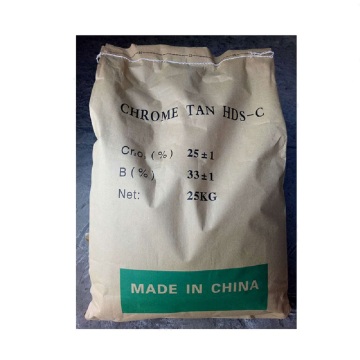 CHROME TAN HDS-C
Cr₂O₃ (%) 25±1
B (%) 33±1
Net: 25KG
MADE IN CHINA